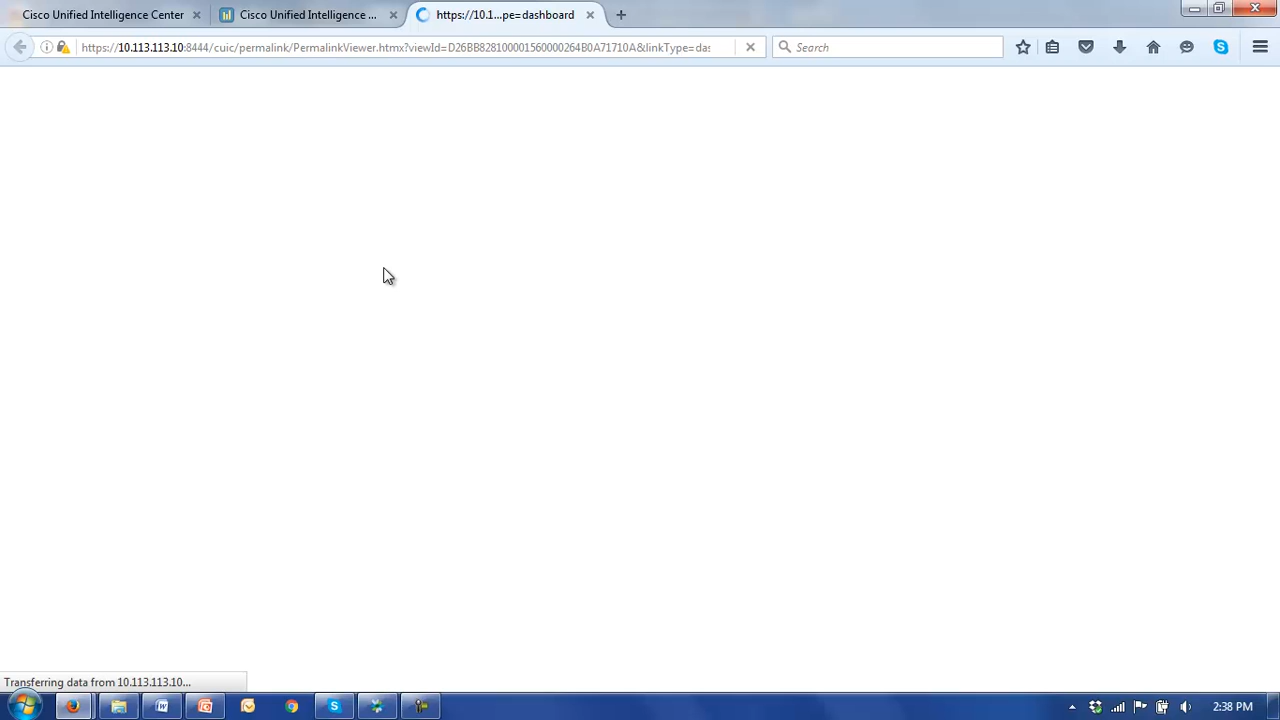 Cisco Unified Intelligence Center
Cisco Unified Intelligence ...
https://10.1...pe=dashboard
https://10.113.113.10:8444/cuic/permalink/PermalinkViewer.htmx?viewId=D26BB828100001560000264B0A71710A&linkType=das
Search
Transferring data from 10.113.113.10...
2:38 PM